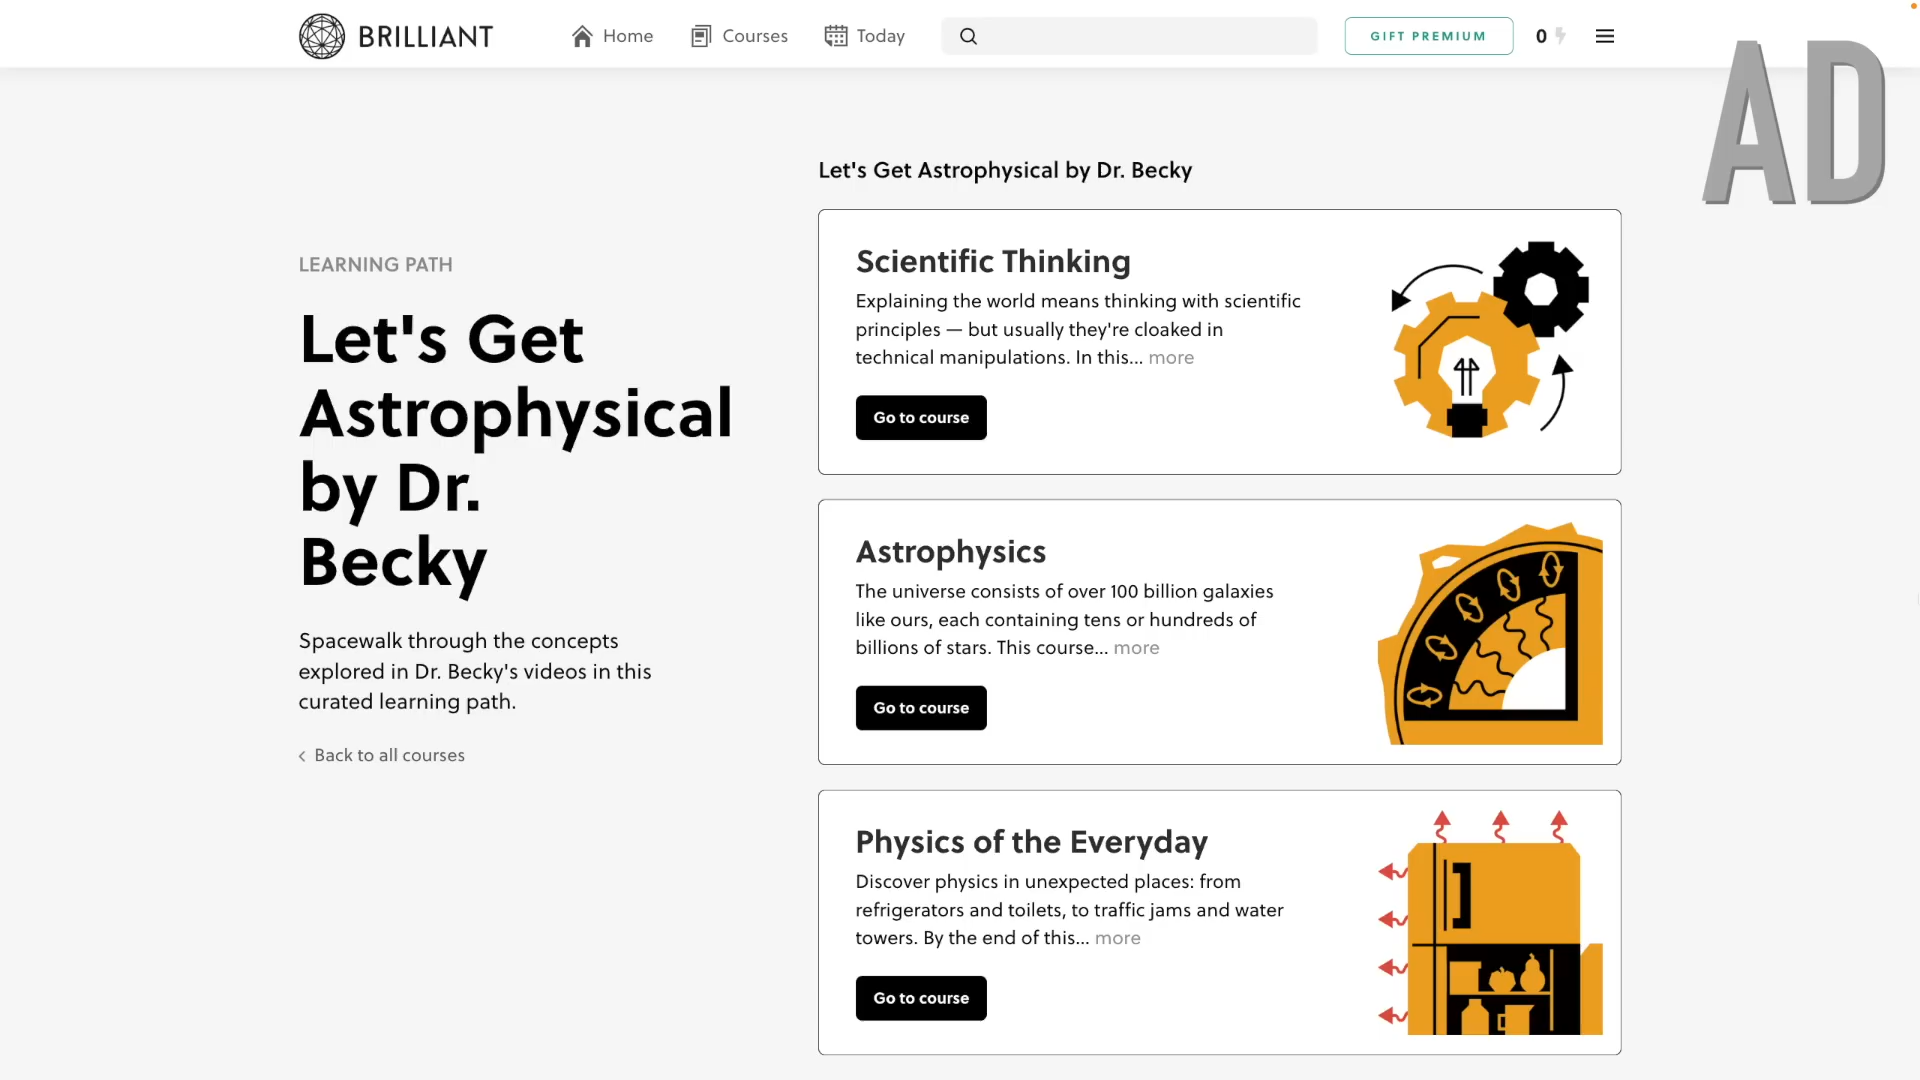 BRILLIANT
Home
Courses
Today
GIFT PREMIUM
0
AD
LEARNING PATH
Let's Get
Astrophysical
by Dr.
Becky
Spacewalk through the concepts
explored in Dr. Becky's videos in this
curated learning path.
Back to all courses
Let's Get Astrophysical by Dr. Becky
Scientific Thinking
Explaining the world means thinking with scientific
principles — but usually they're cloaked in
technical manipulations. In this... more
Go to course
Astrophysics
The universe consists of over 100 billion galaxies
like ours, each containing tens or hundreds of
billions of stars. This course... more
Go to course
Physics of the Everyday
Discover physics in unexpected places: from
refrigerators and toilets, to traffic jams and water
towers. By the end of this... more
Go to course